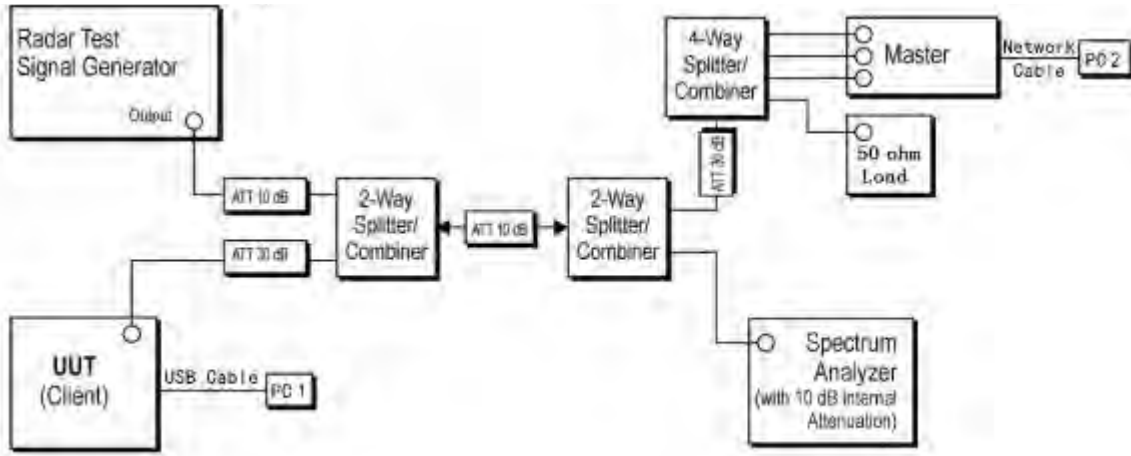 Radar Test
Signal Generator
Output
ATT 10 dB
ATT 30 dB
2-Way
Splitter/
Combiner
ATT 10 dB
2-Way
Splitter/
Combiner
ATT 30 dB
4-Way
Splitter/
Combiner
Master
Network
Cable
PC 2
50 ohm
Load
UUT
(Client)
USB Cable
PC 1
Spectrum
Analyzer
(with 10 dB Internal
Attenuation)